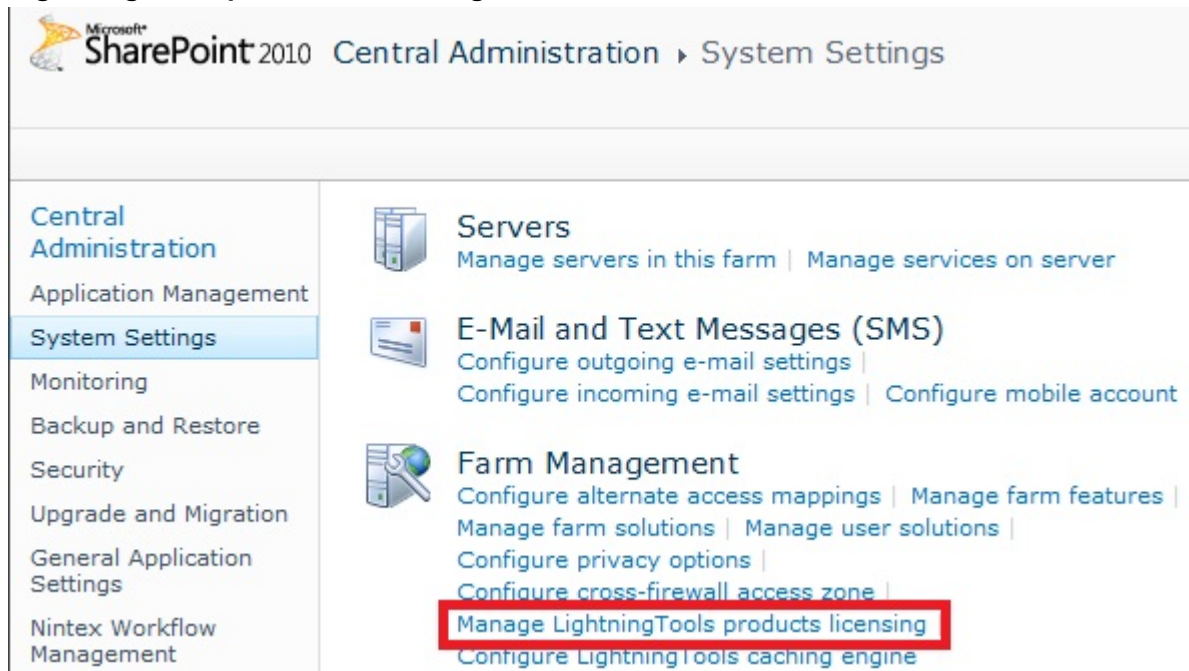 Microsoft®
SharePoint 2010 Central Administration ▸ System Settings
Central
Administration
Application Management
System Settings
Monitoring
Backup and Restore
Security
Upgrade and Migration
General Application
Settings
Nintex Workflow
Management
Servers
Manage servers in this farm | Manage services on server
E-Mail and Text Messages (SMS)
Configure outgoing e-mail settings |
Configure incoming e-mail settings | Configure mobile account
Farm Management
Configure alternate access mappings | Manage farm features |
Manage farm solutions | Manage user solutions |
Configure privacy options |
Configure cross-firewall access zone |
Manage LightningTools products licensing
Configure LightningTools caching engine